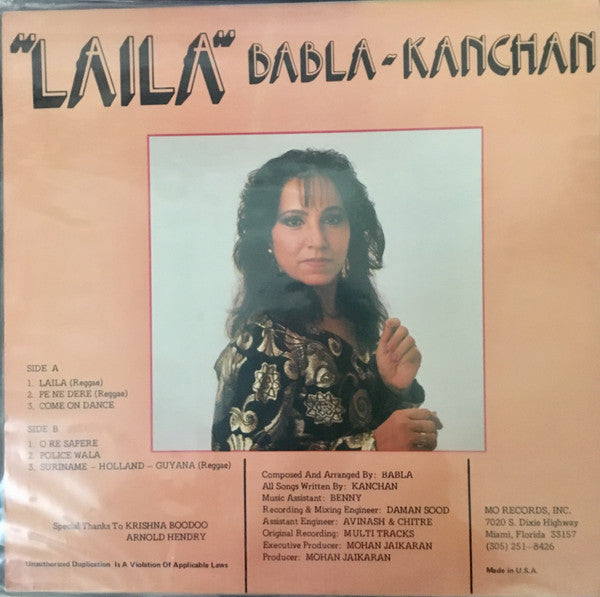 "LAILA" BABLA-KANCHAN
SIDE A
1. LAILA (Reggae)
2. PE NE DERE (Reggae)
3. COME ON DANCE
SIDE B
1. O RE SAPERE
2. POLICE WALA
3. SURINAME - HOLLAND - GUYANA (Reggae)
Special Thanks To KRISHNA BOODOO
ARNOLD HENDRY
Unauthorized Duplication Is A Violation Of Applicable Laws
Composed And Arranged By: BABLA
All Songs Written By: KANCHAN
Music Assistant: BENNY
Recording & Mixing Engineer: DAMAN SOOD
Assistant Engineer: AVINASH & CHITRE
Original Recording: MULTI TRACKS
Executive Producer: MOHAN JAIKARAN
Producer: MOHAN JAIKARAN
MO RECORDS, INC.
7020 S. Dixie Highway
Miami, Florida 33157
(305) 251-8426
Made in U.S.A.